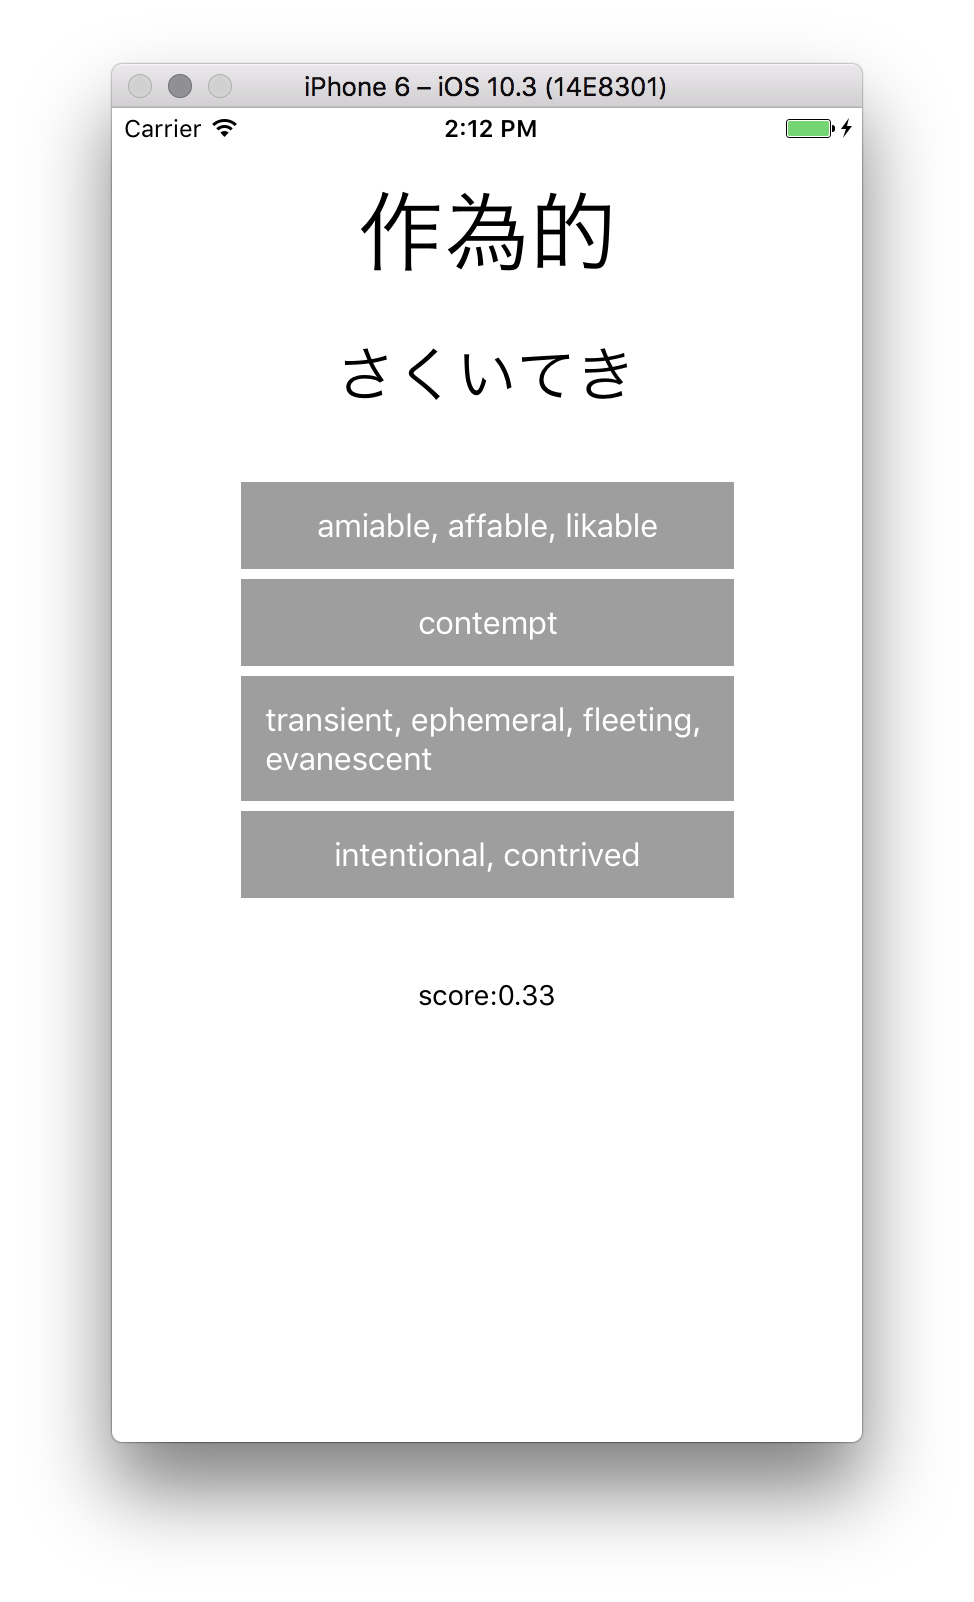 iPhone 6 – iOS 10.3 (14E8301)
Carrier 2:12 PM
作為的
さくいてき
amiable, affable, likable
contempt
transient, ephemeral, fleeting,
evanescent
intentional, contrived
score:0.33